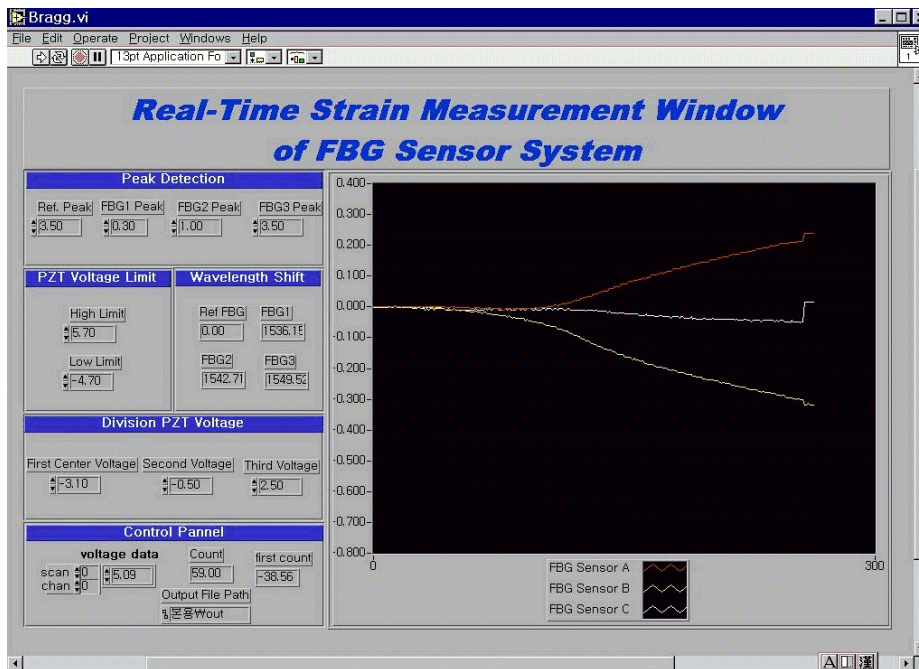 Bragg.vi
File Edit Operate Project Windows Help
13pt Application Fo
1
Real-Time Strain Measurement Window
of FBG Sensor System
Peak Detection
Ref. Peak FBG1 Peak FBG2 Peak FBG3 Peak
3.50 0.30 1.00 3.50
PZT Voltage Limit
High Limit
5.70
Low Limit
-4.70
Wavelength Shift
Ref FBG FBG1
0.00 1536.15
FBG2 FBG3
1542.71 1549.52
Division PZT Voltage
First Center Voltage Second Voltage Third Voltage
-3.10 -0.50 2.50
Control Pannel
voltage data Count first count
scan 0 5.09 59.00 -38.56
chan 0
Output File Path
본용₩out
0.400
0.300
0.200
0.100
0.000
-0.100
-0.200
-0.300
-0.400
-0.500
-0.600
-0.700
-0.800
0 300
FBG Sensor A
FBG Sensor B
FBG Sensor C
A 漢